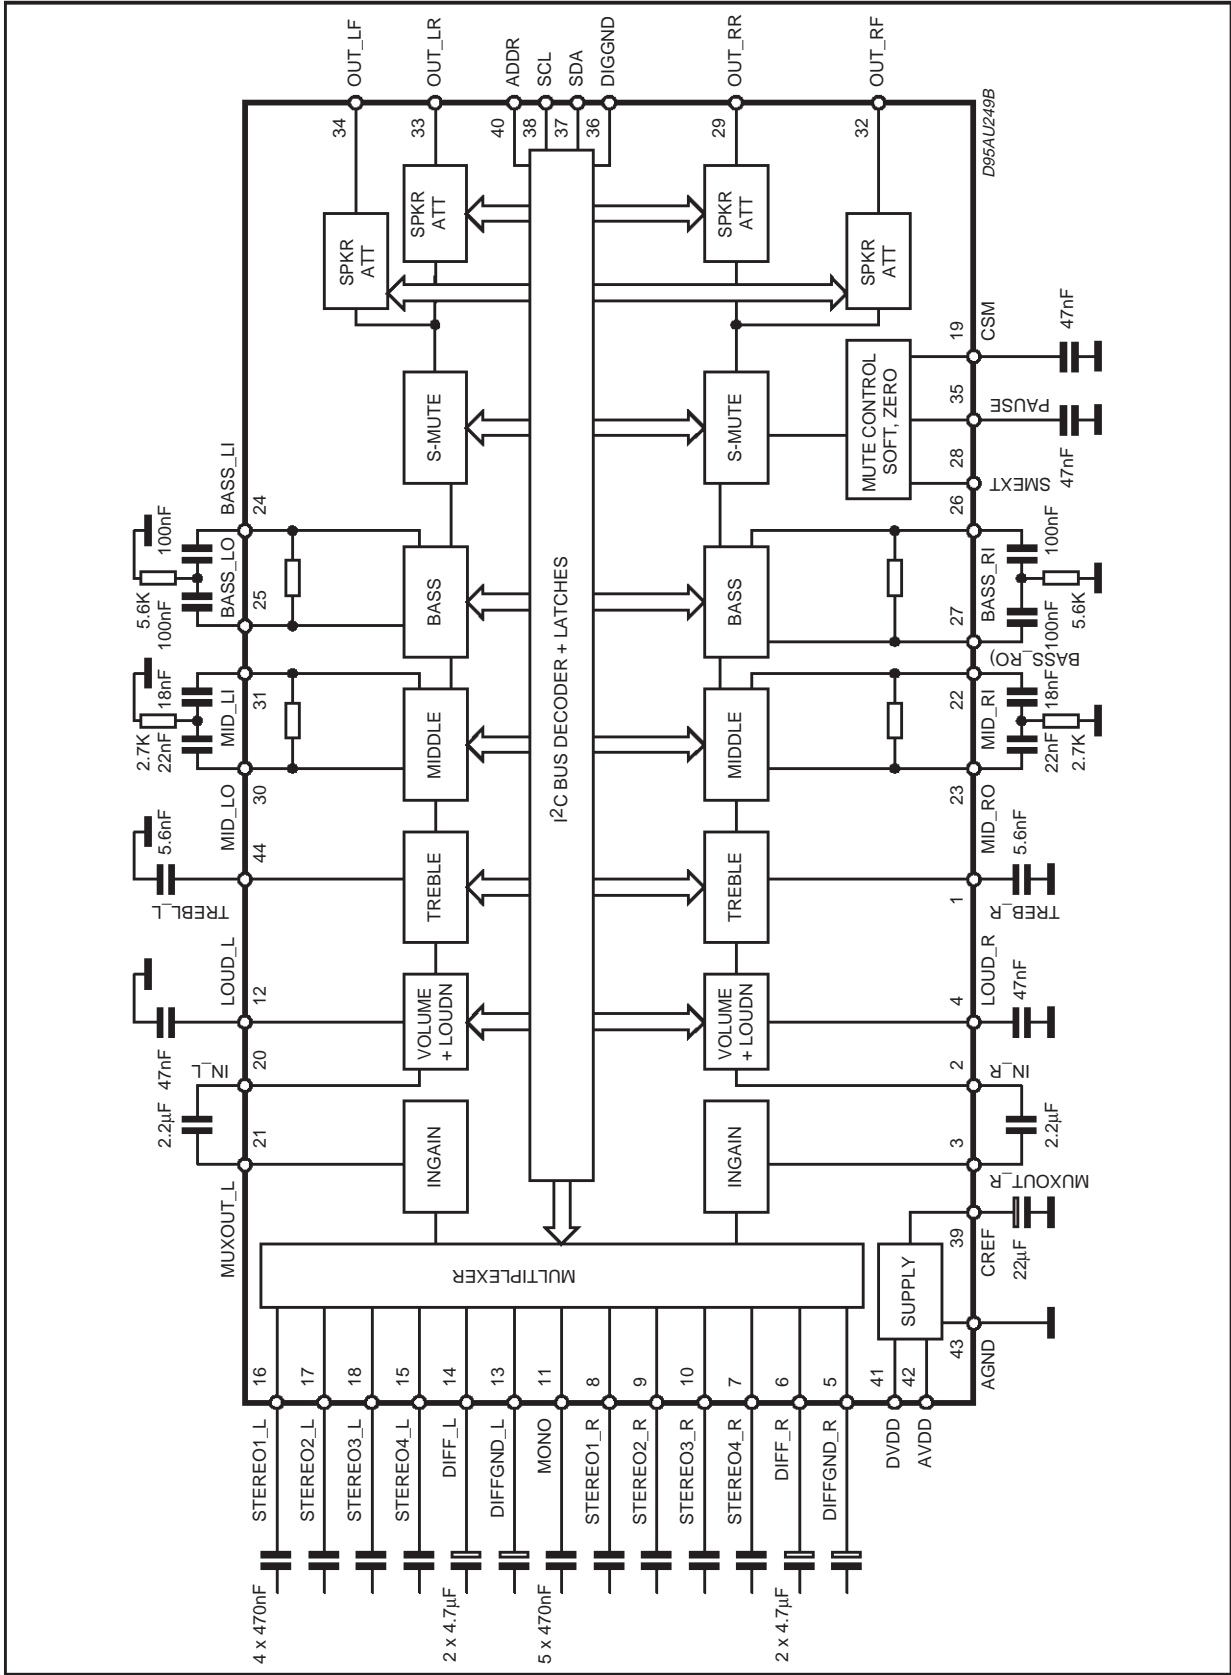 OUT_LF
OUT_LR
ADDR
SCL
SDA
DIGGND
OUT_RR
OUT_RF
34
33
40
38
37
36
29
32
D95AU249B
SPKR
ATT
SPKR
ATT
SPKR
ATT
SPKR
ATT
19
CSM
47nF
35
PAUSE
47nF
28
SMEXT
S-MUTE
S-MUTE
MUTE CONTROL
SOFT, ZERO
BASS_LI
24
100nF
5.6K
100nF
BASS_LO
25
BASS
BASS
26
BASS_RI
100nF
27
100nF
5.6K
BASS_RO)
I2C BUS DECODER + LATCHES
31
MID_LI
18nF
2.7K
22nF
30
MID_LO
MIDDLE
MIDDLE
22
MID_RI
18nF
22nF
2.7K
23
MID_RO
44
5.6nF
TREBL_L
TREBLE
TREBLE
1
5.6nF
TREB_R
LOUD_L
12
47nF
VOLUME
+ LOUDN
VOLUME
+ LOUDN
4
LOUD_R
47nF
20
IN_L
2.2µF
21
MUXOUT_L
INGAIN
INGAIN
2
IN_R
3
2.2µF
MUXOUT_R
39
CREF
22µF
MULTIPLEXER
SUPPLY
43
AGND
16
17
18
15
14
13
11
8
9
10
7
6
5
41
42
STEREO1_L
STEREO2_L
STEREO3_L
STEREO4_L
DIFF_L
DIFFGND_L
MONO
STEREO1_R
STEREO2_R
STEREO3_R
STEREO4_R
DIFF_R
DIFFGND_R
DVDD
AVDD
4 x 470nF
2 x 4.7µF
5 x 470nF
2 x 4.7µF